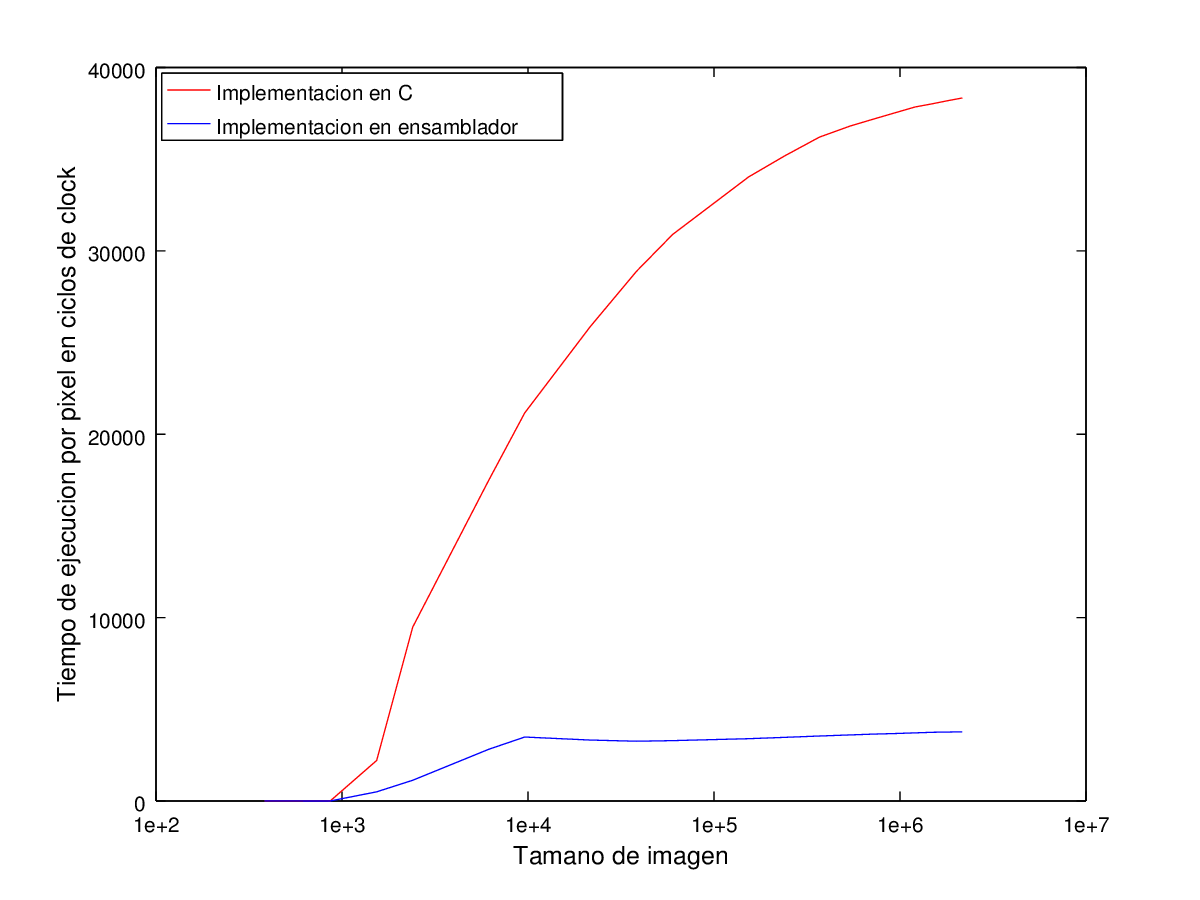 Implementacion en C
Implementacion en ensamblador
Tiempo de ejecucion por pixel en ciclos de clock
40000
30000
20000
10000
0
1e+2 1e+3 1e+4 1e+5 1e+6 1e+7
Tamano de imagen